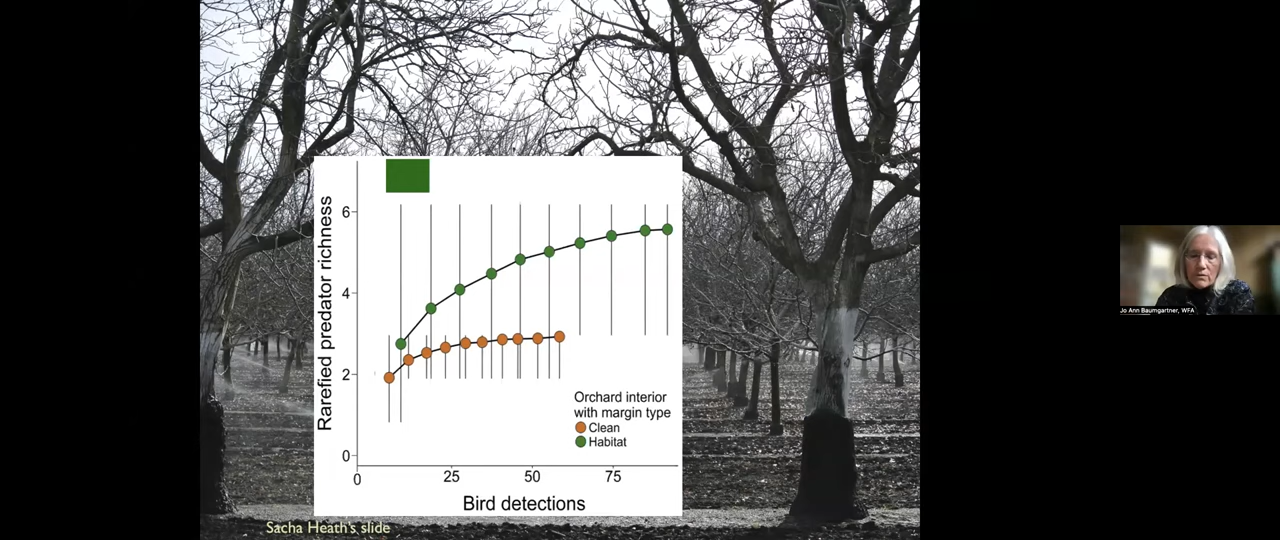 Rarefied predator richness
6
4
2
0
Orchard interior
with margin type
Clean
Habitat
0
25
50
75
Bird detections
Sacha Heath's slide
Jo Ann Baumgartner, WFA